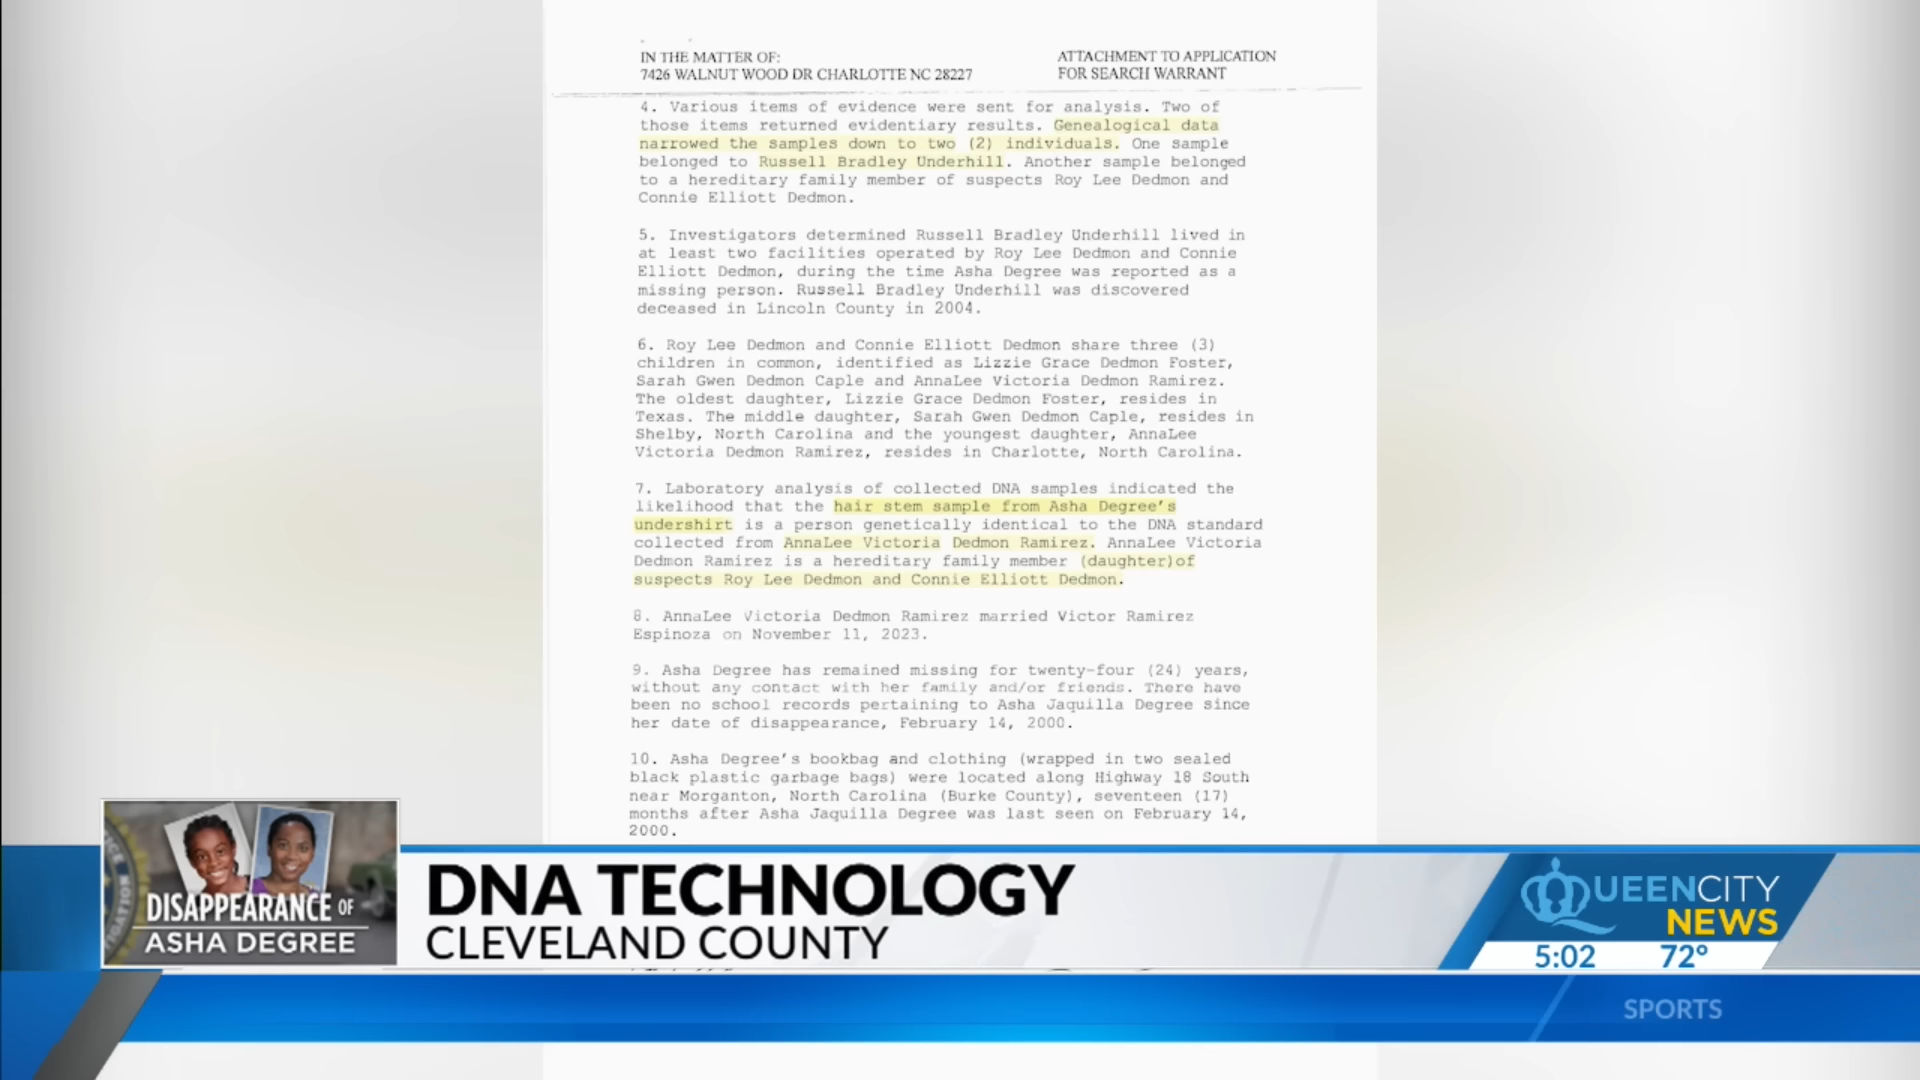 IN THE MATTER OF:
7426 WALNUT WOOD DR CHARLOTTE NC 28227
ATTACHMENT TO APPLICATION
FOR SEARCH WARRANT
4. Various items of evidence were sent for analysis. Two of
those items returned evidentiary results. Genealogical data
narrowed the samples down to two (2) individuals. One sample
belonged to Russell Bradley Underhill. Another sample belonged
to a hereditary family member of suspects Roy Lee Dedmon and
Connie Elliott Dedmon.
5. Investigators determined Russell Bradley Underhill lived in
at least two facilities operated by Roy Lee Dedmon and Connie
Elliott Dedmon, during the time Asha Degree was reported as a
missing person. Russell Bradley Underhill was discovered
deceased in Lincoln County in 2004.
6. Roy Lee Dedmon and Connie Elliott Dedmon share three (3)
children in common, identified as Lizzie Grace Dedmon Foster,
Sarah Gwen Dedmon Caple and AnnaLee Victoria Dedmon Ramirez.
The oldest daughter, Lizzie Grace Dedmon Foster, resides in
Texas. The middle daughter, Sarah Gwen Dedmon Caple, resides in
Shelby, North Carolina and the youngest daughter, AnnaLee
Victoria Dedmon Ramirez, resides in Charlotte, North Carolina.
7. Laboratory analysis of collected DNA samples indicated the
likelihood that the hair stem sample from Asha Degree's
undershirt is a person genetically identical to the DNA standard
collected from AnnaLee Victoria Dedmon Ramirez. AnnaLee Victoria
Dedmon Ramirez is a hereditary family member (daughter)of
suspects Roy Lee Dedmon and Connie Elliott Dedmon.
8. AnnaLee Victoria Dedmon Ramirez married Victor Ramirez
Espinoza on November 11, 2023.
9. Asha Degree has remained missing for twenty-four (24) years,
without any contact with her family and/or friends. There have
been no school records pertaining to Asha Jaquilla Degree since
her date of disappearance, February 14, 2000.
10. Asha Degree's bookbag and clothing (wrapped in two sealed
black plastic garbage bags) were located along Highway 18 South
near Morganton, North Carolina (Burke County), seventeen (17)
months after Asha Jaquilla Degree was last seen on February 14,
2000.
DISAPPEARANCE OF
ASHA DEGREE
DNA TECHNOLOGY
CLEVELAND COUNTY
QUEEN CITY
NEWS
5:02 72°
SPORTS